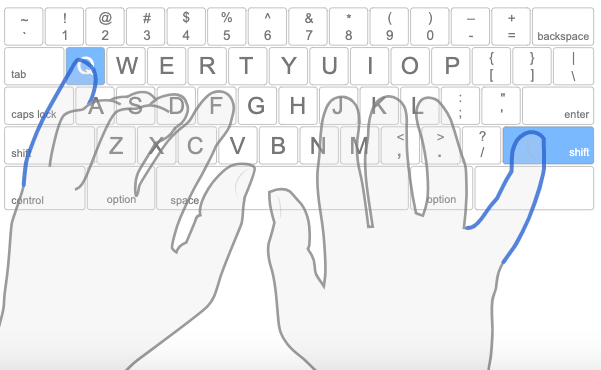 ~ ! @ # $ % ^ & * ( ) — +
` 1 2 3 4 5 6 7 8 9 0 - = backspace
tab Q W E R T Y U I O P { [ } ] | \
caps lock A S D F G H J K L : ; " ' enter
shift Z X C V B N M < , > . ? / shift
control option space option